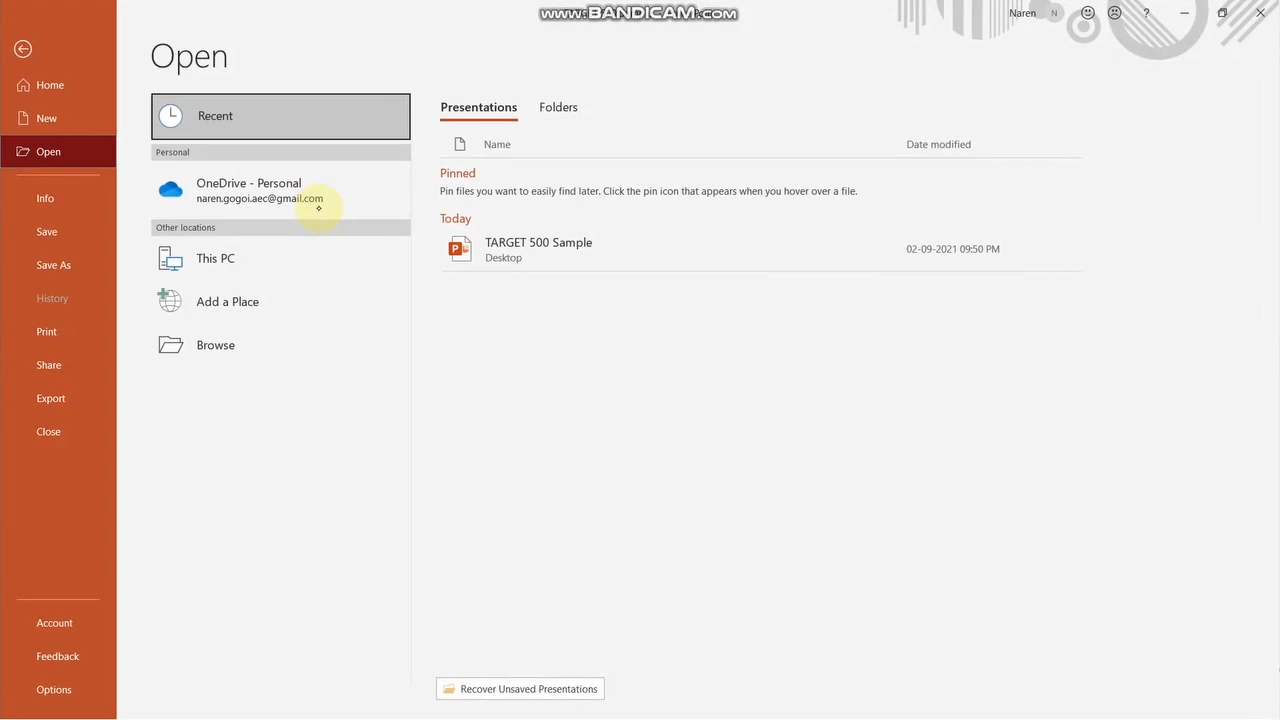 www.BANDICAM.com
Naren
N
?
Open
Home
New
Open
Info
Save
Save As
History
Print
Share
Export
Close
Account
Feedback
Options
Recent
Personal
OneDrive - Personal
naren.gogoi.aec@gmail.com
Other locations
This PC
Add a Place
Browse
Presentations
Folders
Name
Date modified
Pinned
Pin files you want to easily find later. Click the pin icon that appears when you hover over a file.
Today
TARGET 500 Sample
02-09-2021 09:50 PM
Desktop
Recover Unsaved Presentations